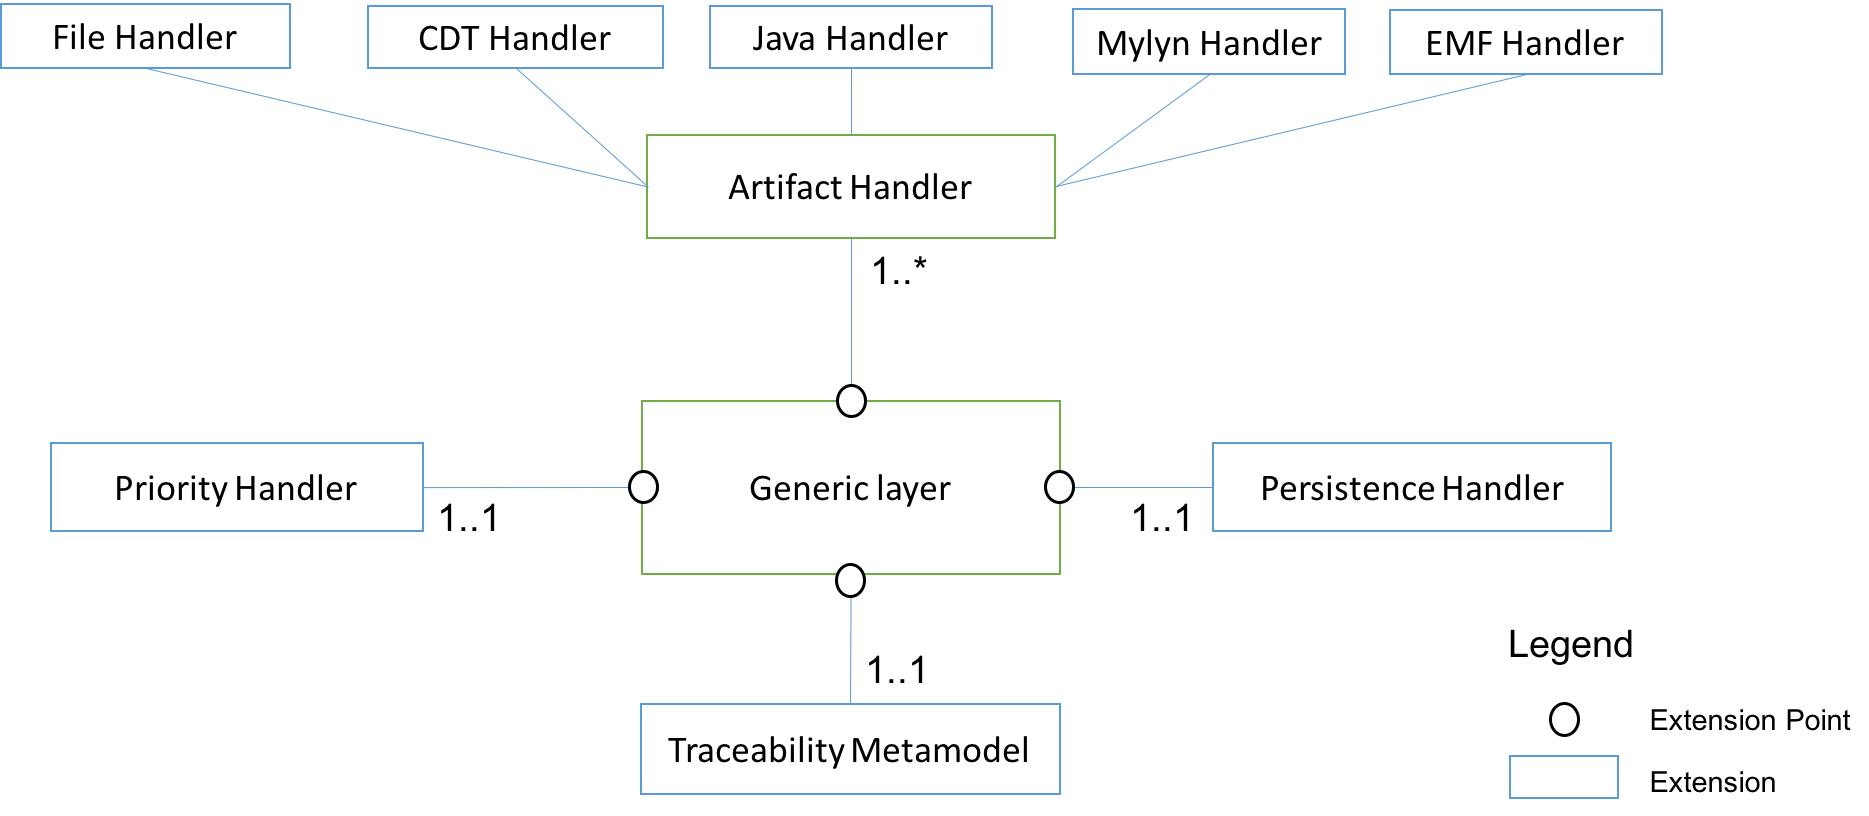 File Handler
CDT Handler
Java Handler
Mylyn Handler
EMF Handler
Artifact Handler
1..*
Priority Handler
1..1
Generic layer
1..1
Persistence Handler
1..1
Traceability Metamodel
Legend
Extension Point
Extension